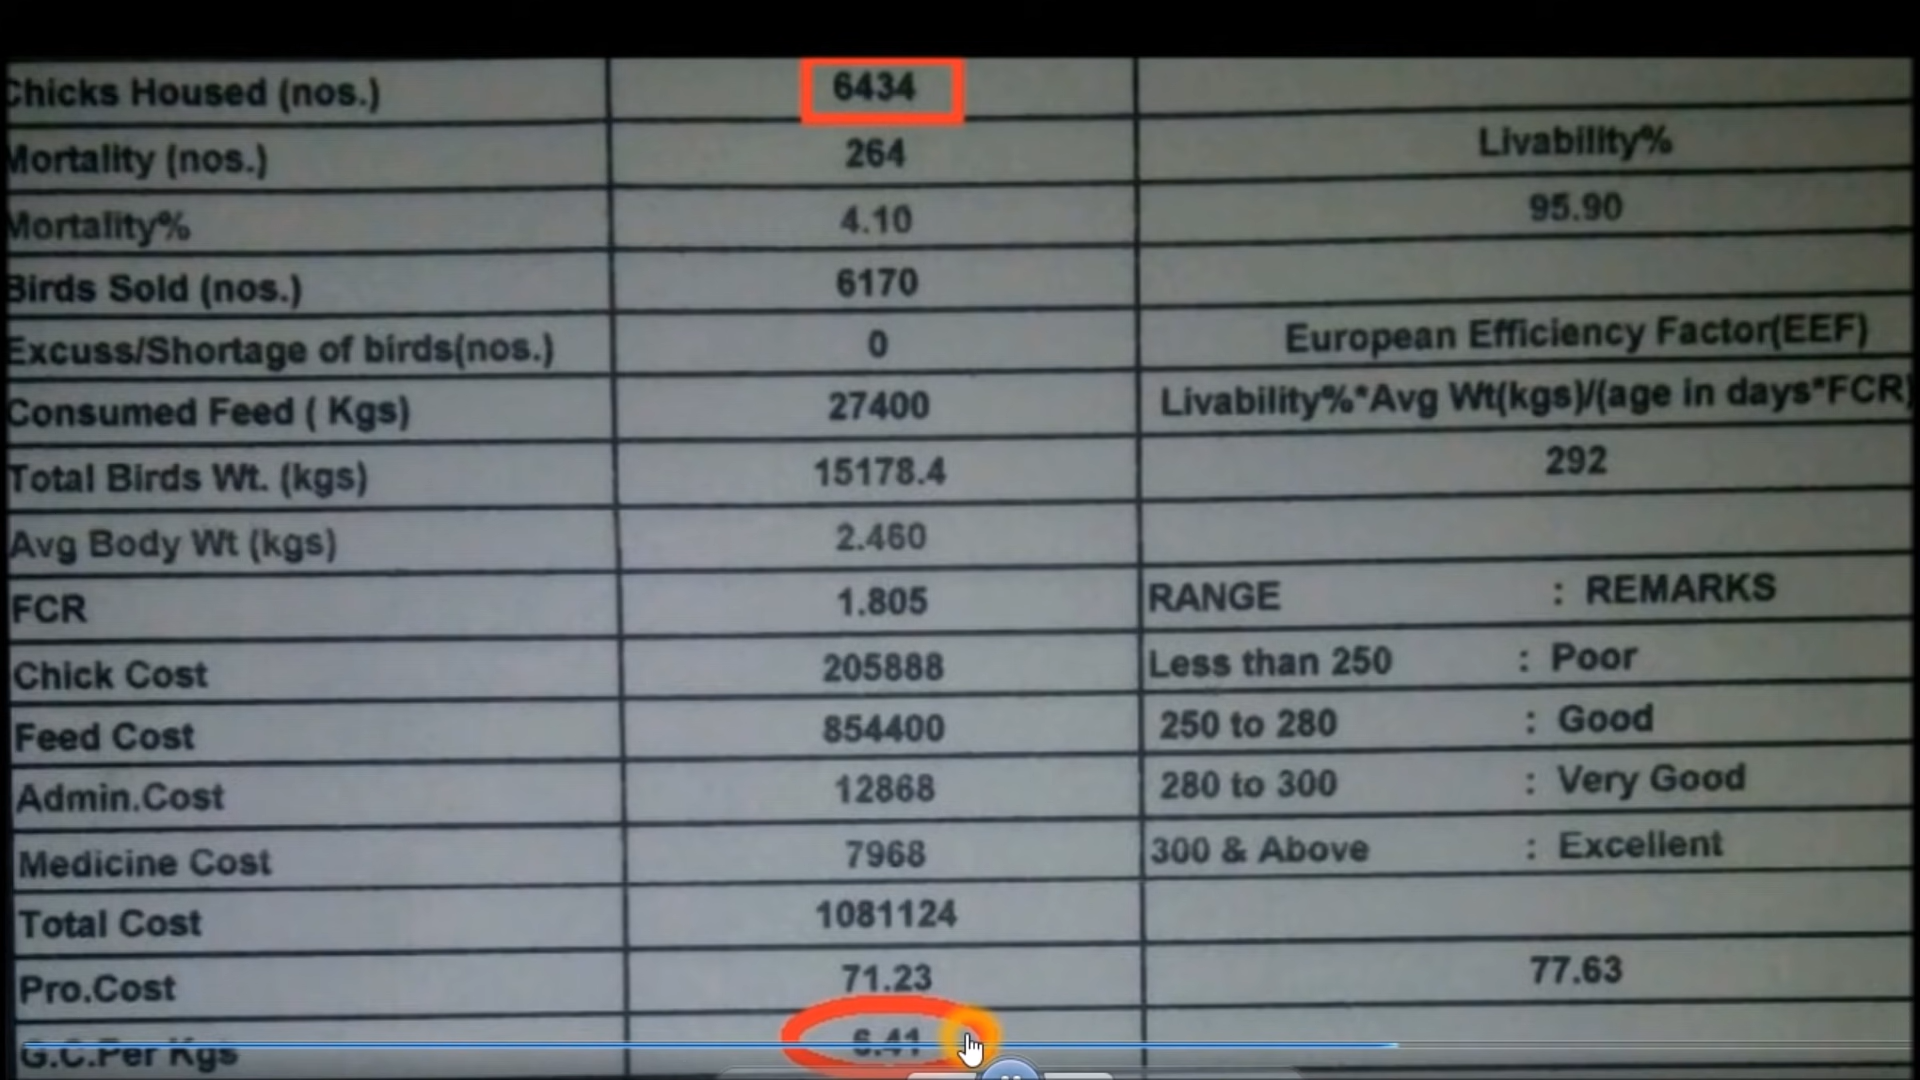 Chicks Housed (nos.) 6434
Mortality (nos.) 264 Livability%
Mortality% 4.10 95.90
Birds Sold (nos.) 6170
Excuss/Shortage of birds(nos.) 0 European Efficiency Factor(EEF)
Consumed Feed ( Kgs) 27400 Livability%*Avg Wt(kgs)/(age in days*FCR)
Total Birds Wt. (kgs) 15178.4 292
Avg Body Wt (kgs) 2.460
FCR 1.805 RANGE : REMARKS
Chick Cost 205888 Less than 250 : Poor
Feed Cost 854400 250 to 280 : Good
Admin.Cost 12868 280 to 300 : Very Good
Medicine Cost 7968 300 & Above : Excellent
Total Cost 1081124
Pro.Cost 71.23 77.63
G.C.Per Kgs 6.41